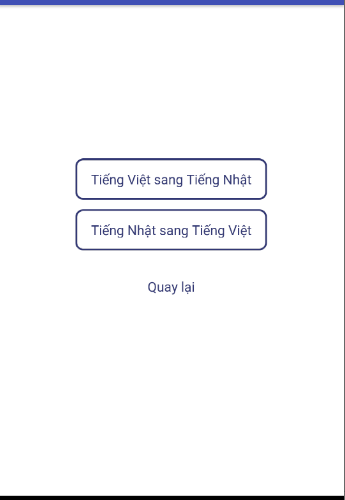 Tiếng Việt sang Tiếng Nhật
Tiếng Nhật sang Tiếng Việt
Quay lại